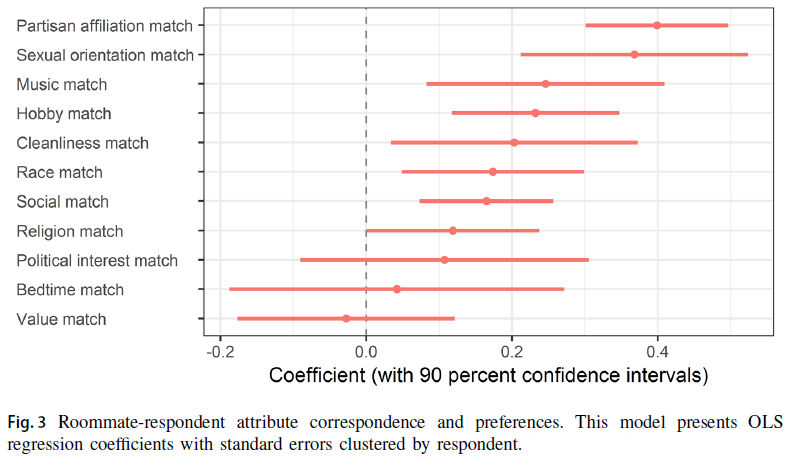 Partisan affiliation match
Sexual orientation match
Music match
Hobby match
Cleanliness match
Race match
Social match
Religion match
Political interest match
Bedtime match
Value match
-0.2 0.0 0.2 0.4
Coefficient (with 90 percent confidence intervals)
Fig. 3 Roommate-respondent attribute correspondence and preferences. This model presents OLS
regression coefficients with standard errors clustered by respondent.